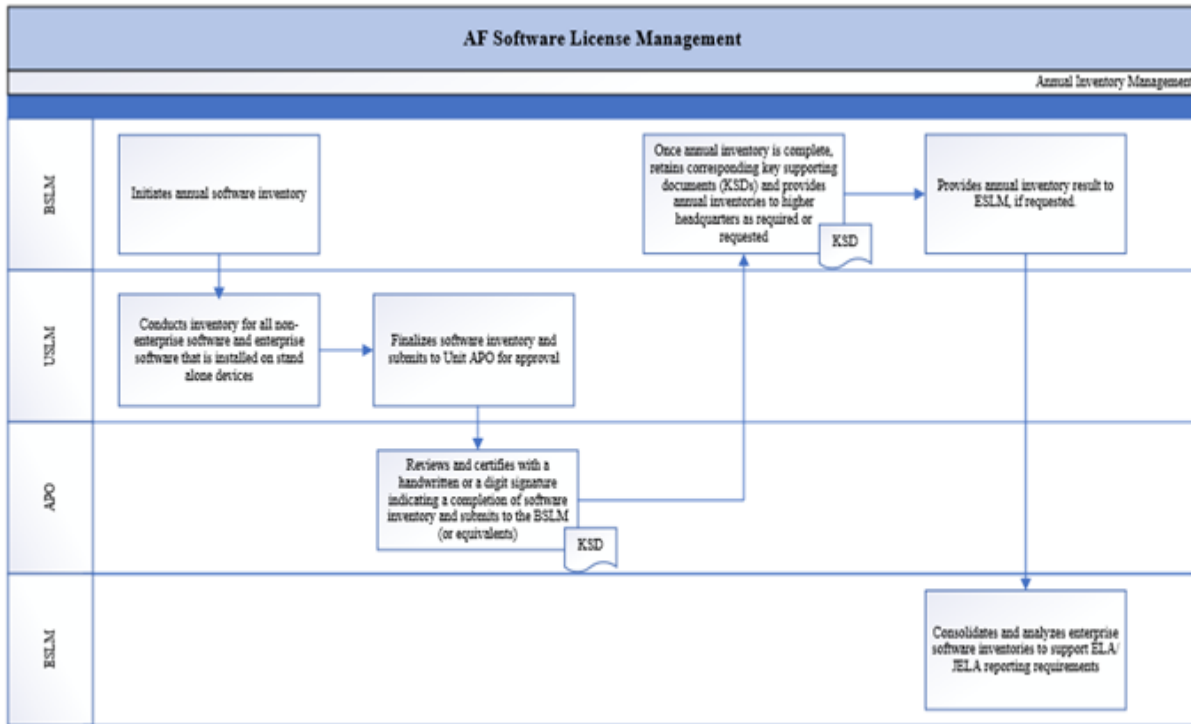 AF Software License Management
Annual Inventory Management
BSLM
Initiates annual software inventory
Once annual inventory is complete,
retains corresponding key supporting
documents (KSDs) and provides
annual inventories to higher
headquarters as required or
requested
KSD
Provides annual inventory result to
ESLM, if requested.
USLM
Conducts inventory for all non-
enterprise software and enterprise
software that is installed on stand
alone devices
Finalizes software inventory and
submits to Unit APO for approval
APO
Reviews and certifies with a
handwritten or a digit signature
indicating a completion of software
inventory and submits to the BSLM
(or equivalents)
KSD
ESLM
Consolidates and analyzes enterprise
software inventories to support ELA/
JELA reporting requirements